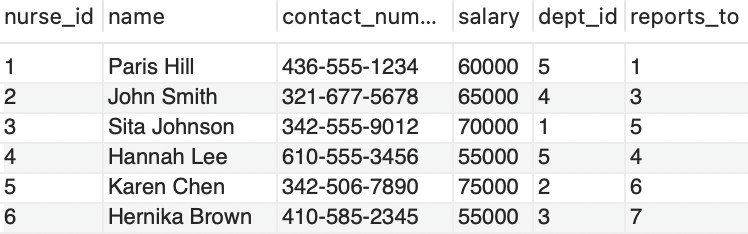 nurse_id name contact_num... salary dept_id reports_to
1 Paris Hill 436-555-1234 60000 5 1
2 John Smith 321-677-5678 65000 4 3
3 Sita Johnson 342-555-9012 70000 1 5
4 Hannah Lee 610-555-3456 55000 5 4
5 Karen Chen 342-506-7890 75000 2 6
6 Hernika Brown 410-585-2345 55000 3 7